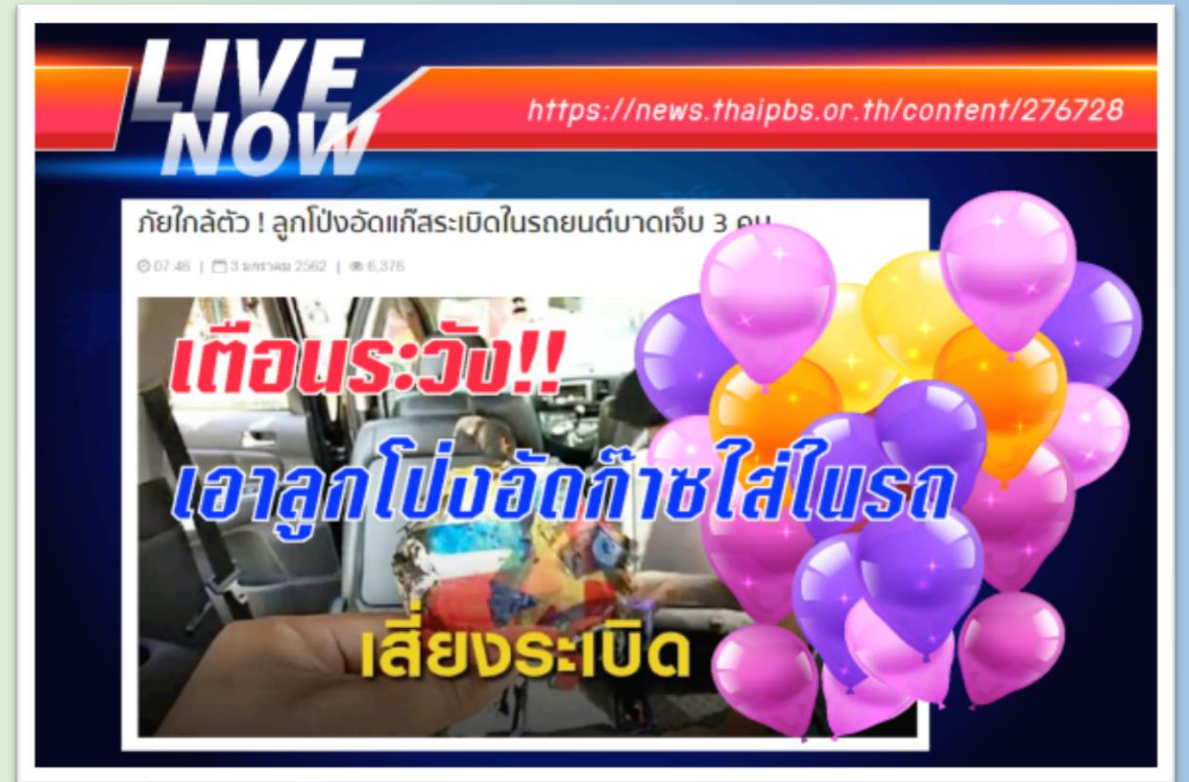 LIVE
NOW
https://news.thaipbs.or.th/content/276728
ภัยใกล้ตัว ! ลูกโป่งอัดแก๊สระเบิดในรถยนต์บาดเจ็บ 3 คน
07:46 | 3 มกราคม 2562 | 6,376
เตือนระวัง!!
เอาลูกโป่งอัดก๊าซใส่ในรถ
เสี่ยงระเบิด